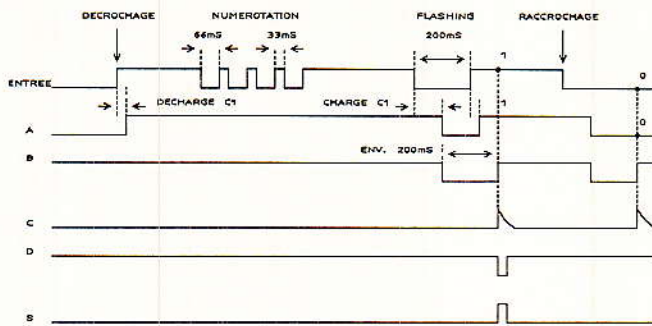 DECROCHAGE
NUMEROTATION
FLASHING
RACCROCHAGE
66mS
33mS
200mS
1
0
ENTREE
DECHARGE C1
CHARGE C1
1
A
0
B
ENV. 200mS
C
D
S